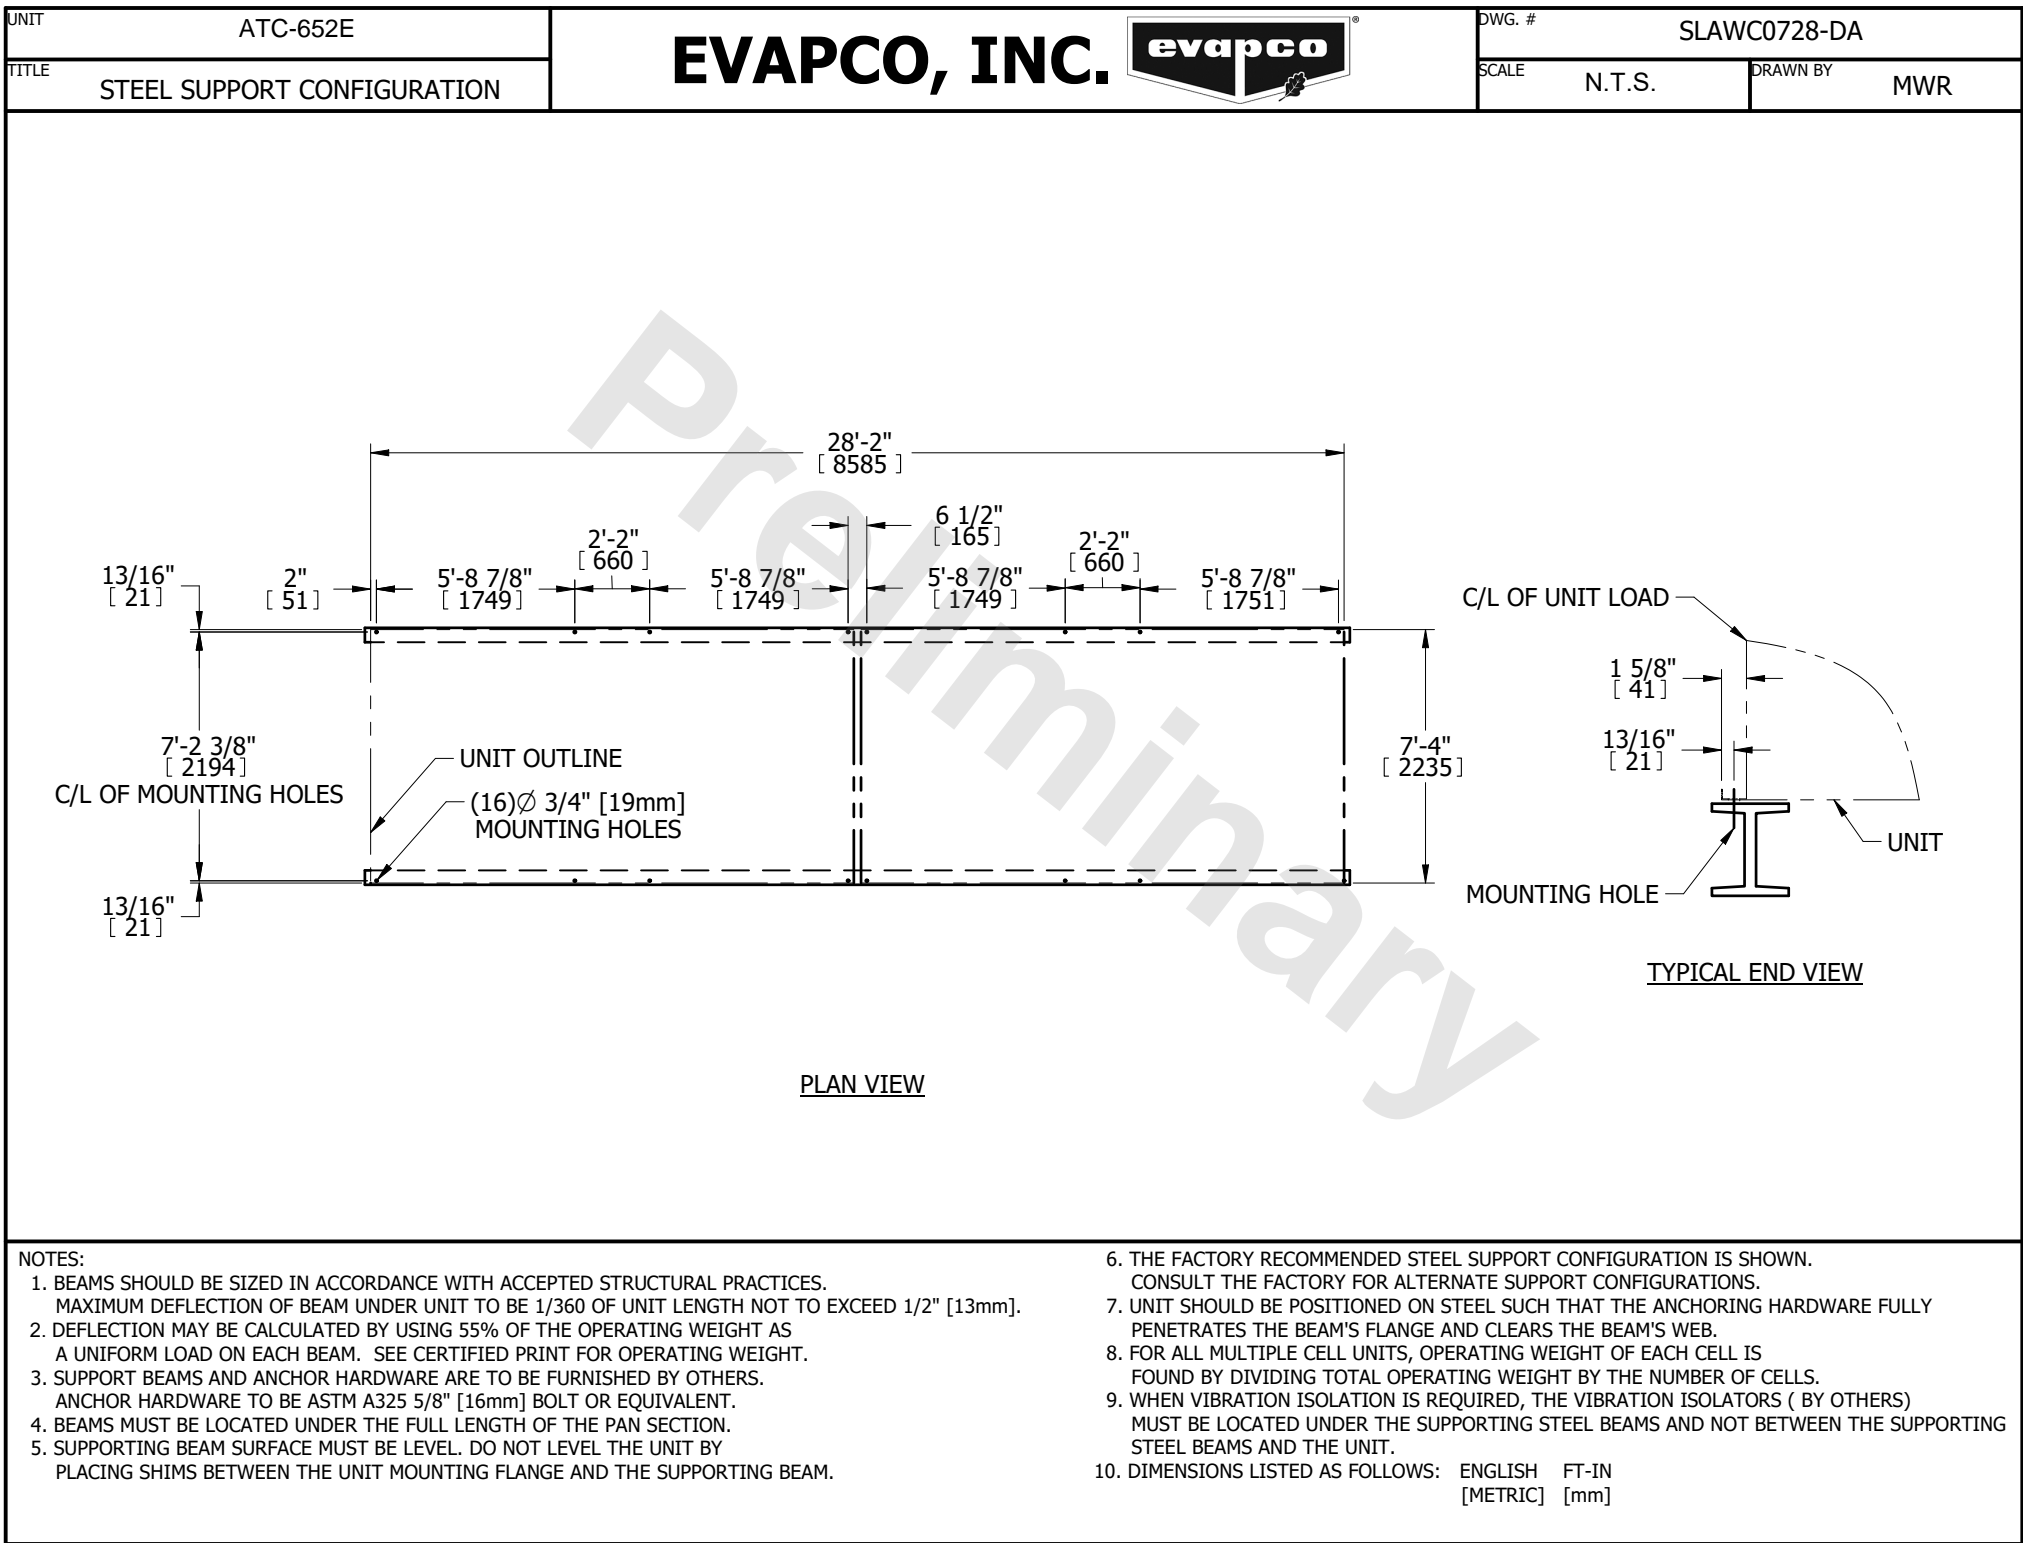 UNIT
ATC-652E
TITLE
STEEL SUPPORT CONFIGURATION
EVAPCO, INC.
evapco
®
DWG. #
SLAWC0728-DA
SCALE
N.T.S.
DRAWN BY
MWR
Preliminary
28'-2"
[ 8585 ]
6 1/2"
[ 165]
2'-2"
[ 660 ]
2'-2"
[ 660 ]
13/16"
[ 21]
2"
[ 51]
5'-8 7/8"
[ 1749]
5'-8 7/8"
[ 1749 ]
5'-8 7/8"
[ 1749 ]
5'-8 7/8"
[ 1751]
7'-2 3/8"
[ 2194]
C/L OF MOUNTING HOLES
UNIT OUTLINE
(16)Ø 3/4" [19mm]
MOUNTING HOLES
7'-4"
[ 2235]
13/16"
[ 21]
C/L OF UNIT LOAD
1 5/8"
[ 41]
13/16"
[ 21]
UNIT
MOUNTING HOLE
TYPICAL END VIEW
PLAN VIEW
NOTES:
1. BEAMS SHOULD BE SIZED IN ACCORDANCE WITH ACCEPTED STRUCTURAL PRACTICES.
MAXIMUM DEFLECTION OF BEAM UNDER UNIT TO BE 1/360 OF UNIT LENGTH NOT TO EXCEED 1/2" [13mm].
2. DEFLECTION MAY BE CALCULATED BY USING 55% OF THE OPERATING WEIGHT AS
A UNIFORM LOAD ON EACH BEAM. SEE CERTIFIED PRINT FOR OPERATING WEIGHT.
3. SUPPORT BEAMS AND ANCHOR HARDWARE ARE TO BE FURNISHED BY OTHERS.
ANCHOR HARDWARE TO BE ASTM A325 5/8" [16mm] BOLT OR EQUIVALENT.
4. BEAMS MUST BE LOCATED UNDER THE FULL LENGTH OF THE PAN SECTION.
5. SUPPORTING BEAM SURFACE MUST BE LEVEL. DO NOT LEVEL THE UNIT BY
PLACING SHIMS BETWEEN THE UNIT MOUNTING FLANGE AND THE SUPPORTING BEAM.
6. THE FACTORY RECOMMENDED STEEL SUPPORT CONFIGURATION IS SHOWN.
CONSULT THE FACTORY FOR ALTERNATE SUPPORT CONFIGURATIONS.
7. UNIT SHOULD BE POSITIONED ON STEEL SUCH THAT THE ANCHORING HARDWARE FULLY
PENETRATES THE BEAM'S FLANGE AND CLEARS THE BEAM'S WEB.
8. FOR ALL MULTIPLE CELL UNITS, OPERATING WEIGHT OF EACH CELL IS
FOUND BY DIVIDING TOTAL OPERATING WEIGHT BY THE NUMBER OF CELLS.
9. WHEN VIBRATION ISOLATION IS REQUIRED, THE VIBRATION ISOLATORS ( BY OTHERS)
MUST BE LOCATED UNDER THE SUPPORTING STEEL BEAMS AND NOT BETWEEN THE SUPPORTING
STEEL BEAMS AND THE UNIT.
10. DIMENSIONS LISTED AS FOLLOWS: ENGLISH FT-IN
[METRIC] [mm]